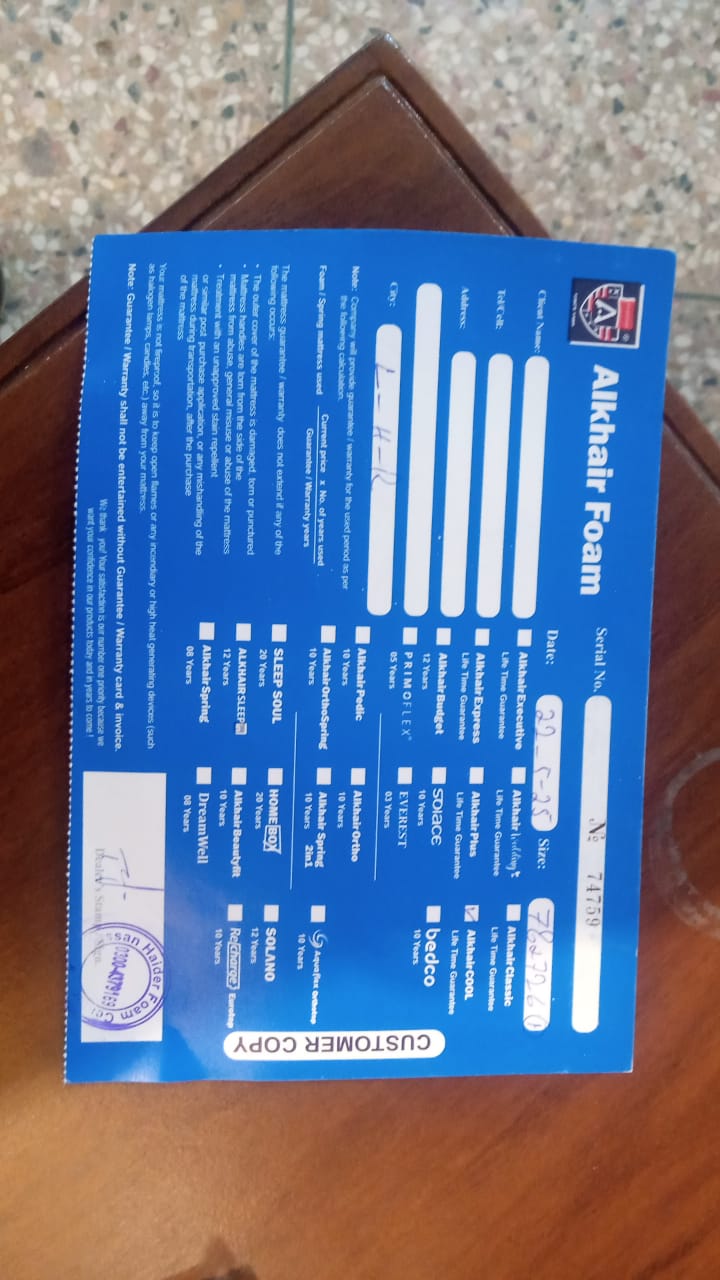 Alkhair Foam
Serial No. № 74759
Client Name:
Date: 22-5-25 Size:
Tel/Cell:
Address:
City: L-H-R
Alkhair Executive
Life Time Guarantee
Alkhair
Life Time Guarantee
Alkhair Classic
Life Time Guarantee
Alkhair Express
Life Time Guarantee
Alkhair Plus
Life Time Guarantee
Alkhair COOL
Life Time Guarantee
Alkhair Budget
12 Years
SOLACE
10 Years
bedco
10 Years
PRIMOFLEX®
05 Years
EVEREST
03 Years
Alkhair Pedic
10 Years
Alkhair Ortho
10 Years
Alkhair OrthoSpring
10 Years
Alkhair Spring 2in1
10 Years
Aquaflex Eurotop
10 Years
SLEEP SOUL
20 Years
HOME BOX
20 Years
SOLANO
12 Years
ALKHAIR SLEEP
12 Years
Alkhair Beautyfit
10 Years
Recharge Eurotop
10 Years
Alkhair Spring
08 Years
DreamWell
08 Years
Note: Company will provide guarantee / warranty for the used period as per
the following calculation.
Foam / Spring mattress used Current price x No. of years used
Guarantee / Warranty years
The mattress guarantee / warranty does not extend if any of the
following occurs:
• The outer cover of the mattress is damaged, torn or punctured
• Mattress handles are torn from the side of the
mattress from abuse, general misuse or abuse of the mattress
• Treatment with an unapproved stain repellent
or similar post purchase application, or any mishandling of the
mattress during transportation, after the purchase
of the mattress
Your mattress is not fireproof, so it is to keep open flames or any incendiary or high heat generating devices (such
as halogen lamps, candles, etc.) away from your mattress.
Note: Guarantee / Warranty shall not be entertained without Guarantee / Warranty card & invoice.
We thank you! Your satisfaction is our number one priority because we
want your confidence in our products today and in years to come!
Dealer's Stamp
CUSTOMER COPY